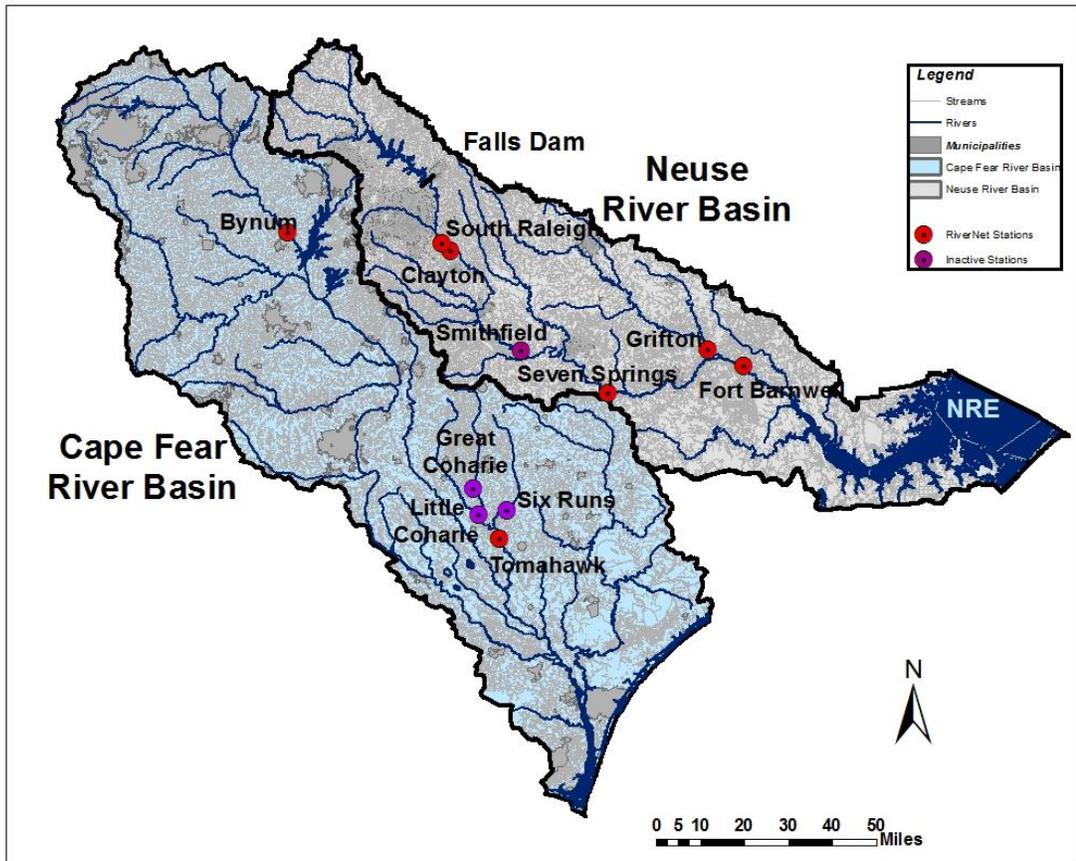 Legend
Streams
Rivers
Municipalities
Cape Fear River Basin
Neuse River Basin
RiverNet Stations
Inactive Stations
Falls Dam
Neuse
River Basin
Bynum
South Raleigh
Clayton
Smithfield
Grifton
Seven Springs
Fort Barnwel
NRE
Cape Fear
River Basin
Great
Coharie
Little
Coharie
Six Runs
Tomahawk
N
0 5 10 20 30 40 50
Miles